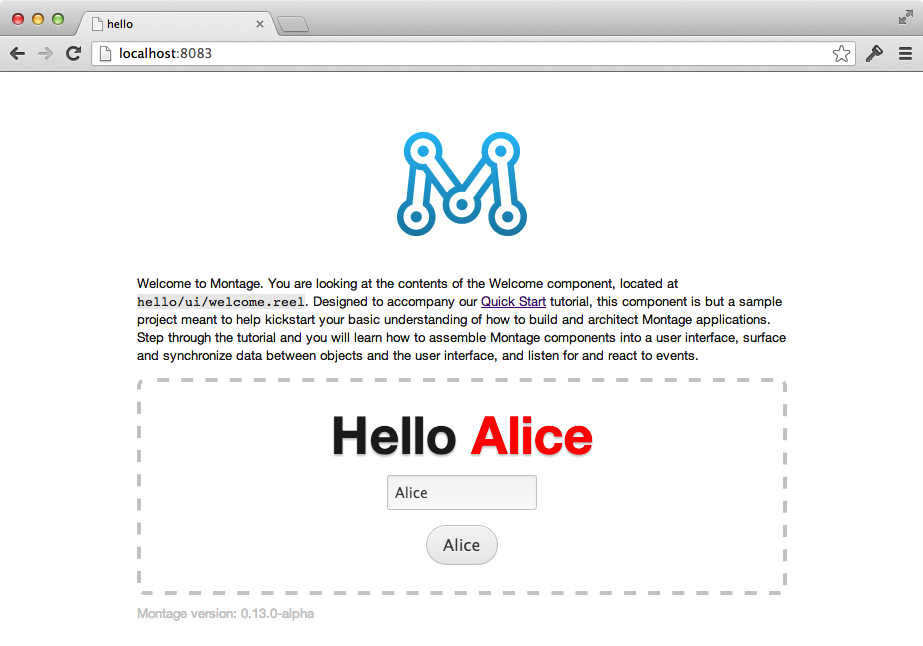 hello
localhost:8083
Welcome to Montage. You are looking at the contents of the Welcome component, located at
hello/ui/welcome.reel. Designed to accompany our Quick Start tutorial, this component is but a sample
project meant to help kickstart your basic understanding of how to build and architect Montage applications.
Step through the tutorial and you will learn how to assemble Montage components into a user interface, surface
and synchronize data between objects and the user interface, and listen for and react to events.
Hello Alice
Alice
Alice
Montage version: 0.13.0-alpha